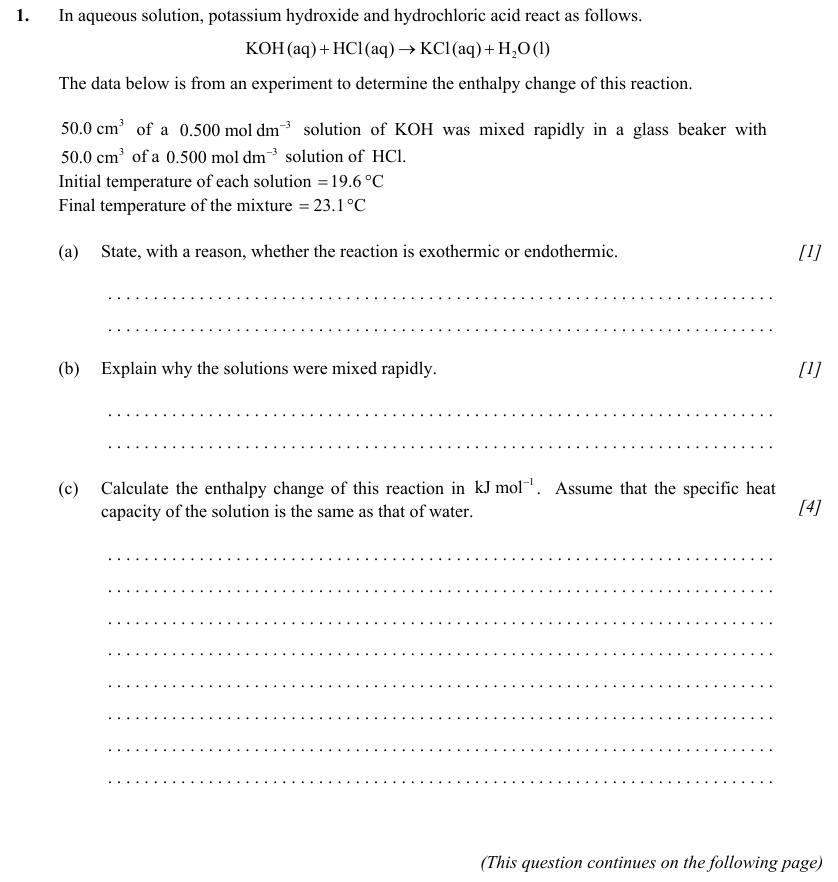 1. In aqueous solution, potassium hydroxide and hydrochloric acid react as follows.
KOH(aq)+HCl(aq)→KCl(aq)+H₂O(l)
The data below is from an experiment to determine the enthalpy change of this reaction.
50.0 cm³ of a 0.500 mol dm⁻³ solution of KOH was mixed rapidly in a glass beaker with
50.0 cm³ of a 0.500 mol dm⁻³ solution of HCl.
Initial temperature of each solution = 19.6 °C
Final temperature of the mixture = 23.1 °C
(a) State, with a reason, whether the reaction is exothermic or endothermic. [1]
(b) Explain why the solutions were mixed rapidly. [1]
(c) Calculate the enthalpy change of this reaction in kJ mol⁻¹. Assume that the specific heat
capacity of the solution is the same as that of water. [4]
(This question continues on the following page)